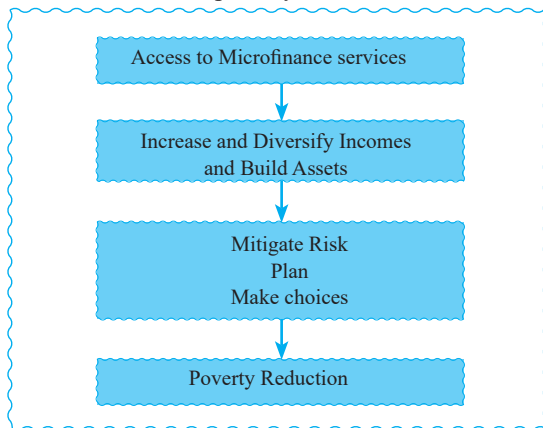 Access to Microfinance services
Increase and Diversify Incomes
and Build Assets
Mitigate Risk
Plan
Make choices
Poverty Reduction